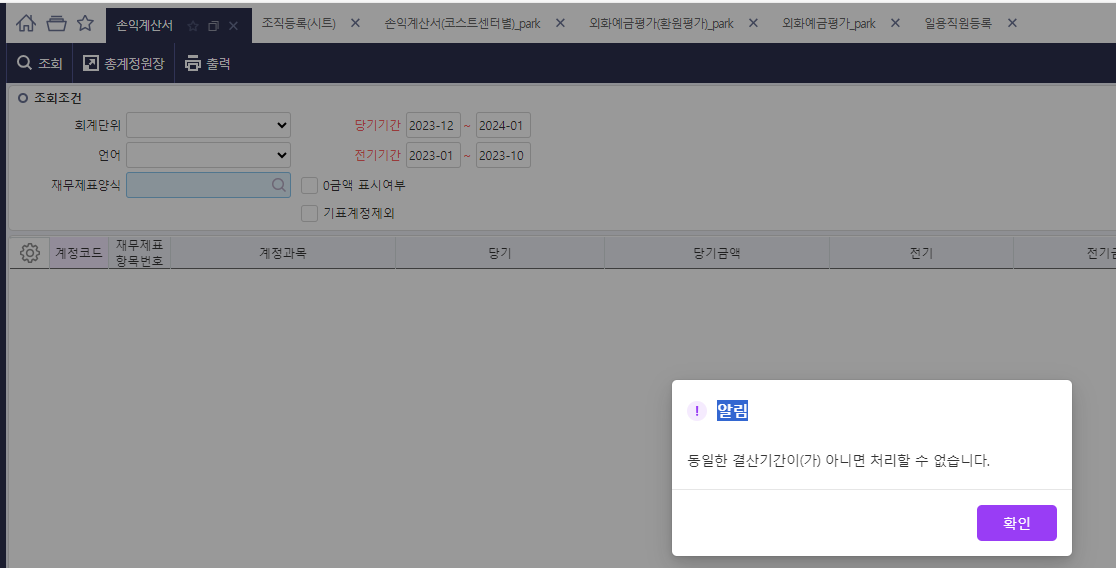 손익계산서 조직등록(시트) 손익계산서(코스트센터별)_park 외화예금평가(환원평가)_park 외화예금평가_park 일용직원등록
조회 총계정원장 출력
조회조건
회계단위 당기기간 2023-12 ~ 2024-01
언어 전기기간 2023-01 ~ 2023-10
재무제표양식 0금액 표시여부
기표계정제외
계정코드 재무제표 항목번호 계정과목 당기 당기금액 전기 전기금
알림
동일한 결산기간이(가) 아니면 처리할 수 없습니다.
확인